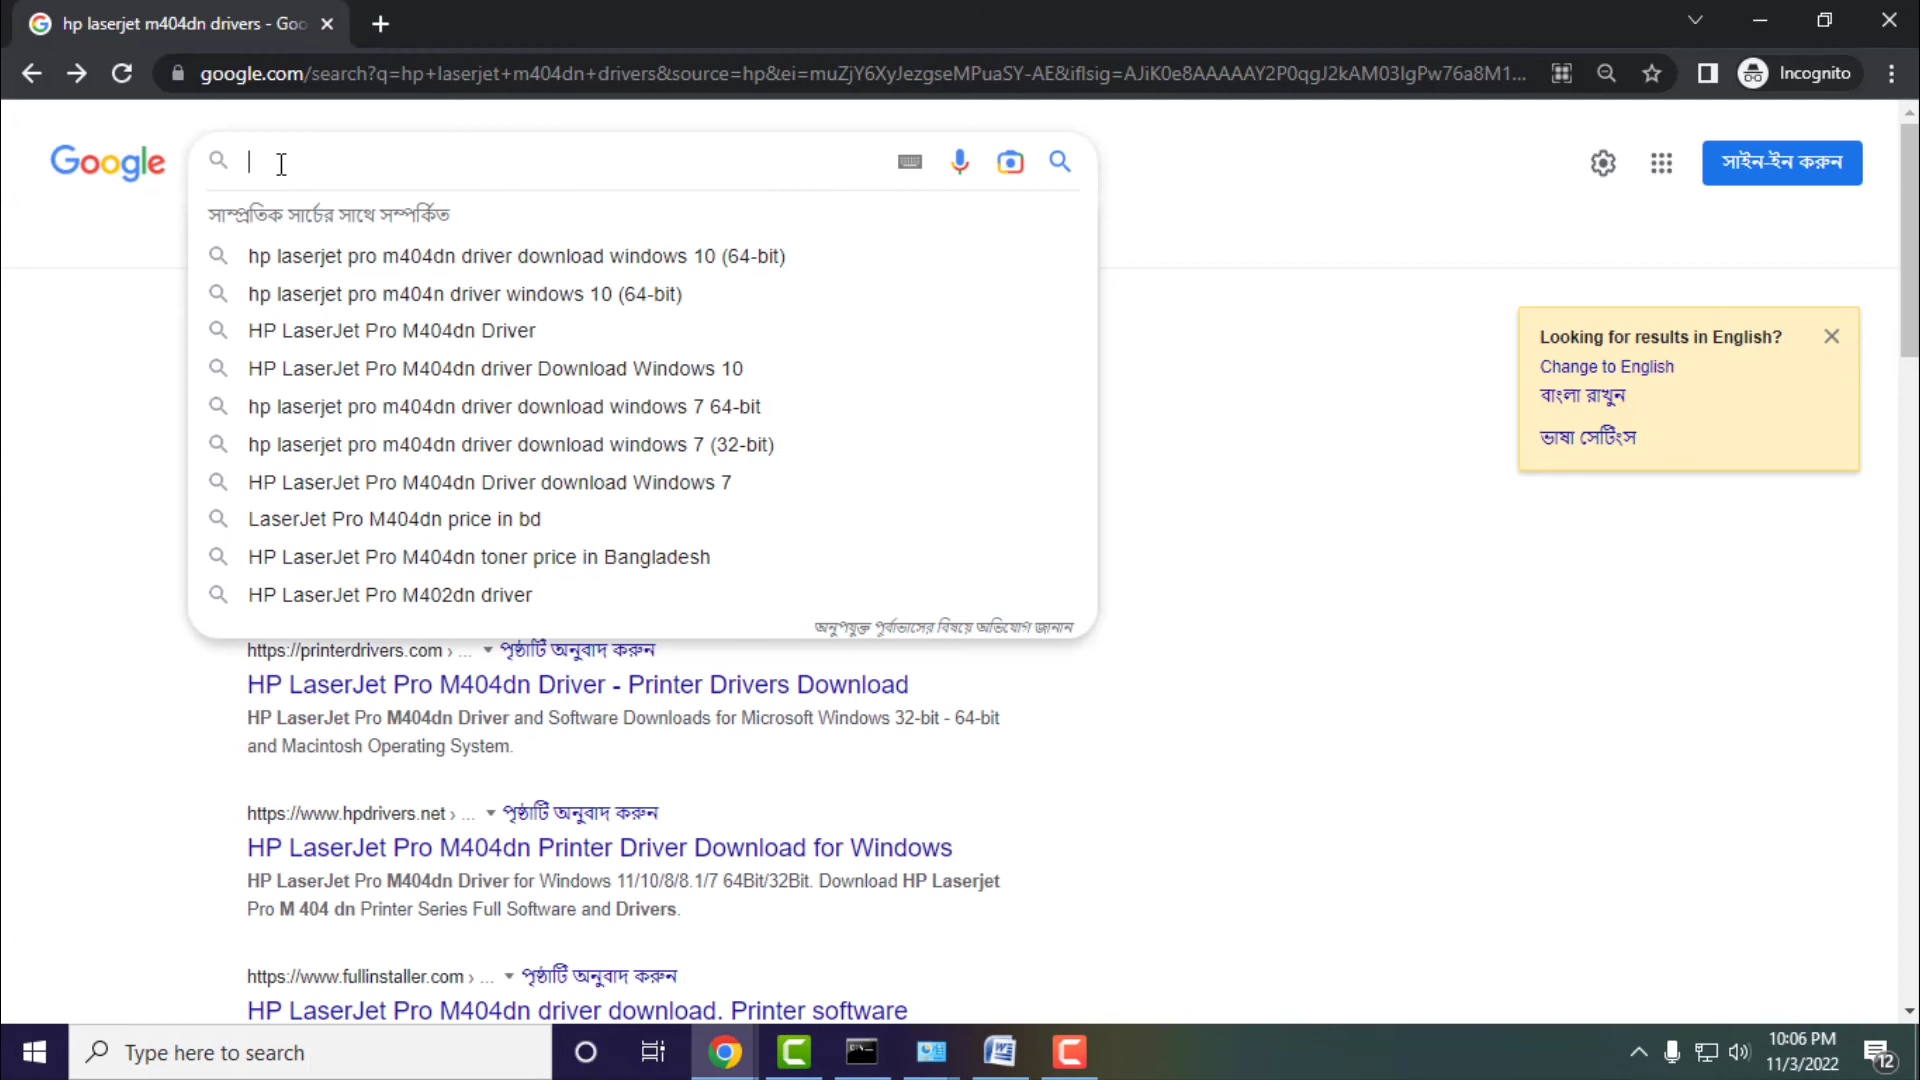 hp laserjet m404dn drivers - Goo
google.com/search?q=hp+laserjet+m404dn+drivers&source=hp&ei=muZjY6XyJezgseMPuaSY-AE&iflsig=AJiK0e8AAAAAY2P0qgJ2kAM03IgPw76a8M1...
Incognito
Google
সাইন-ইন করুন
সাম্প্রতিক সার্চের সাথে সম্পর্কিত
hp laserjet pro m404dn driver download windows 10 (64-bit)
hp laserjet pro m404n driver windows 10 (64-bit)
HP LaserJet Pro M404dn Driver
HP LaserJet Pro M404dn driver Download Windows 10
hp laserjet pro m404dn driver download windows 7 64-bit
hp laserjet pro m404dn driver download windows 7 (32-bit)
HP LaserJet Pro M404dn Driver download Windows 7
LaserJet Pro M404dn price in bd
HP LaserJet Pro M404dn toner price in Bangladesh
HP LaserJet Pro M402dn driver
অনুপযুক্ত পূর্বাভাসের বিষয়ে অভিযোগ জানান
Looking for results in English?
Change to English
বাংলা রাখুন
ভাষা সেটিংস
https://printerdrivers.com › ... পৃষ্ঠাটি অনুবাদ করুন
HP LaserJet Pro M404dn Driver - Printer Drivers Download
HP LaserJet Pro M404dn Driver and Software Downloads for Microsoft Windows 32-bit - 64-bit
and Macintosh Operating System.
https://www.hpdrivers.net › ... পৃষ্ঠাটি অনুবাদ করুন
HP LaserJet Pro M404dn Printer Driver Download for Windows
HP LaserJet Pro M404dn Driver for Windows 11/10/8/8.1/7 64Bit/32Bit. Download HP Laserjet
Pro M 404 dn Printer Series Full Software and Drivers.
https://www.fullinstaller.com › ... পৃষ্ঠাটি অনুবাদ করুন
HP LaserJet Pro M404dn driver download. Printer software
Type here to search
10:06 PM
11/3/2022
12